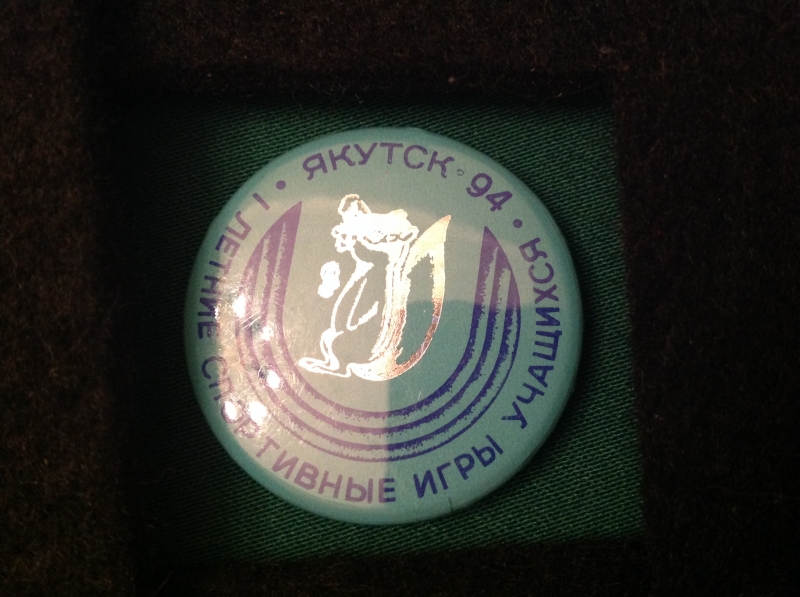 ЯКУТСК · 94 ·
I ЛЕТНИЕ СПОРТИВНЫЕ ИГРЫ УЧАЩИХСЯ ·